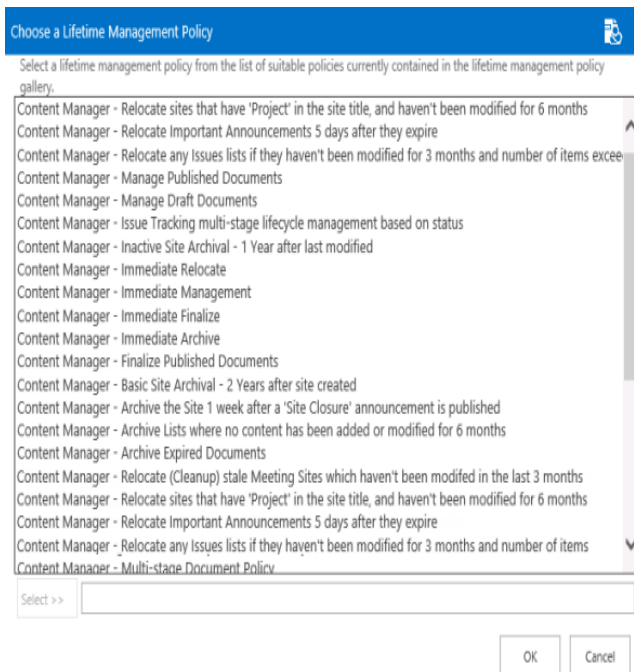 Choose a Lifetime Management Policy
Select a lifetime management policy from the list of suitable policies currently contained in the lifetime management policy
gallery.
Content Manager - Relocate sites that have 'Project' in the site title, and haven't been modified for 6 months
Content Manager - Relocate Important Announcements 5 days after they expire
Content Manager - Relocate any Issues lists if they haven't been modified for 3 months and number of items excee
Content Manager - Manage Published Documents
Content Manager - Manage Draft Documents
Content Manager - Issue Tracking multi-stage lifecycle management based on status
Content Manager - Inactive Site Archival - 1 Year after last modified
Content Manager - Immediate Relocate
Content Manager - Immediate Management
Content Manager - Immediate Finalize
Content Manager - Immediate Archive
Content Manager - Finalize Published Documents
Content Manager - Basic Site Archival - 2 Years after site created
Content Manager - Archive the Site 1 week after a 'Site Closure' announcement is published
Content Manager - Archive Lists where no content has been added or modified for 6 months
Content Manager - Archive Expired Documents
Content Manager - Relocate (Cleanup) stale Meeting Sites which haven't been modifed in the last 3 months
Content Manager - Relocate sites that have 'Project' in the site title, and haven't been modified for 6 months
Content Manager - Relocate Important Announcements 5 days after they expire
Content Manager - Relocate any Issues lists if they haven't been modified for 3 months and number of items
Content Manager - Multi-stage Document Policy
Select >>
OK Cancel